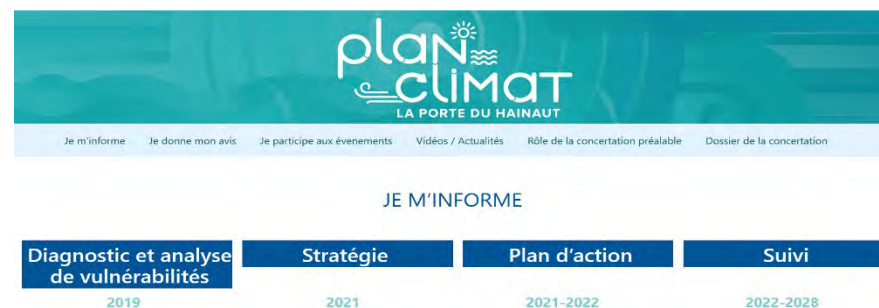 plan
climat
LA PORTE DU HAINAUT
Je m'informe Je donne mon avis Je participe aux évenements Vidéos / Actualités Rôle de la concertation préalable Dossier de la concertation
JE M'INFORME
Diagnostic et analyse
de vulnérabilités
2019
Stratégie
2021
Plan d'action
2021-2022
Suivi
2022-2028